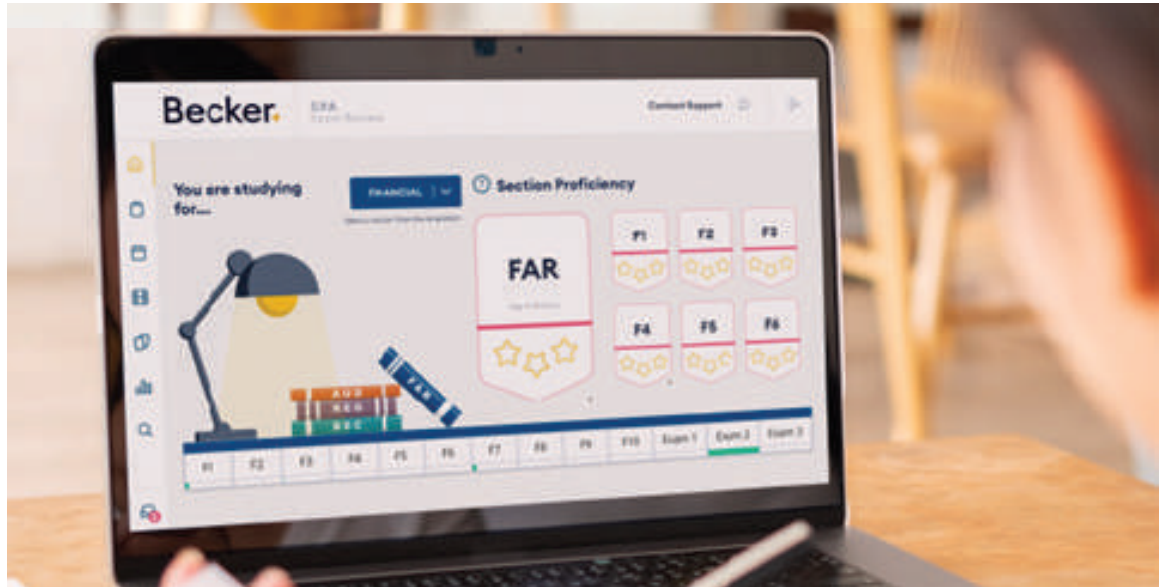 Becker.
CPA
Exam Review
Contact Support
You are studying
for...
FINANCIAL
Section Proficiency
FAR
F1
F2
F3
F4
F5
F6
AUD
REG
BEC
FAR
F1
F2
F3
F4
F5
F6
F7
F8
F9
F10
Exam 1
Exam 2
Exam 3